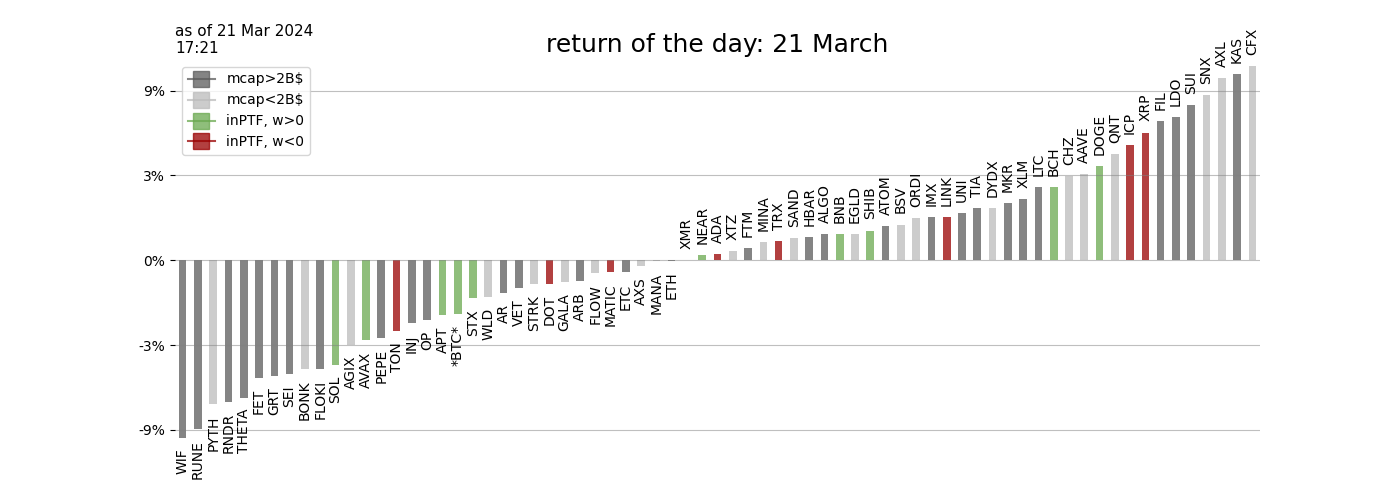 as of 21 Mar 2024
17:21
return of the day: 21 March
mcap>2B$
mcap<2B$
inPTF, w>0
inPTF, w<0
9%
3%
0%
-3%
-9%
WIF
RUNE
PYTH
RNDR
THETA
FET
GRT
SEI
BONK
FLOKI
SOL
AGIX
AVAX
PEPE
TON
INJ
OP
APT
*BTC*
STX
WLD
AR
VET
STRK
DOT
GALA
ARB
FLOW
MATIC
ETC
AXS
MANA
ETH
XMR
NEAR
ADA
XTZ
FTM
MINA
TRX
SAND
HBAR
ALGO
BNB
EGLD
SHIB
ATOM
BSV
ORDI
IMX
LINK
UNI
TIA
DYDX
MKR
XLM
LTC
BCH
CHZ
AAVE
DOGE
QNT
ICP
XRP
FIL
LDO
SUI
SNX
AXL
KAS
CFX